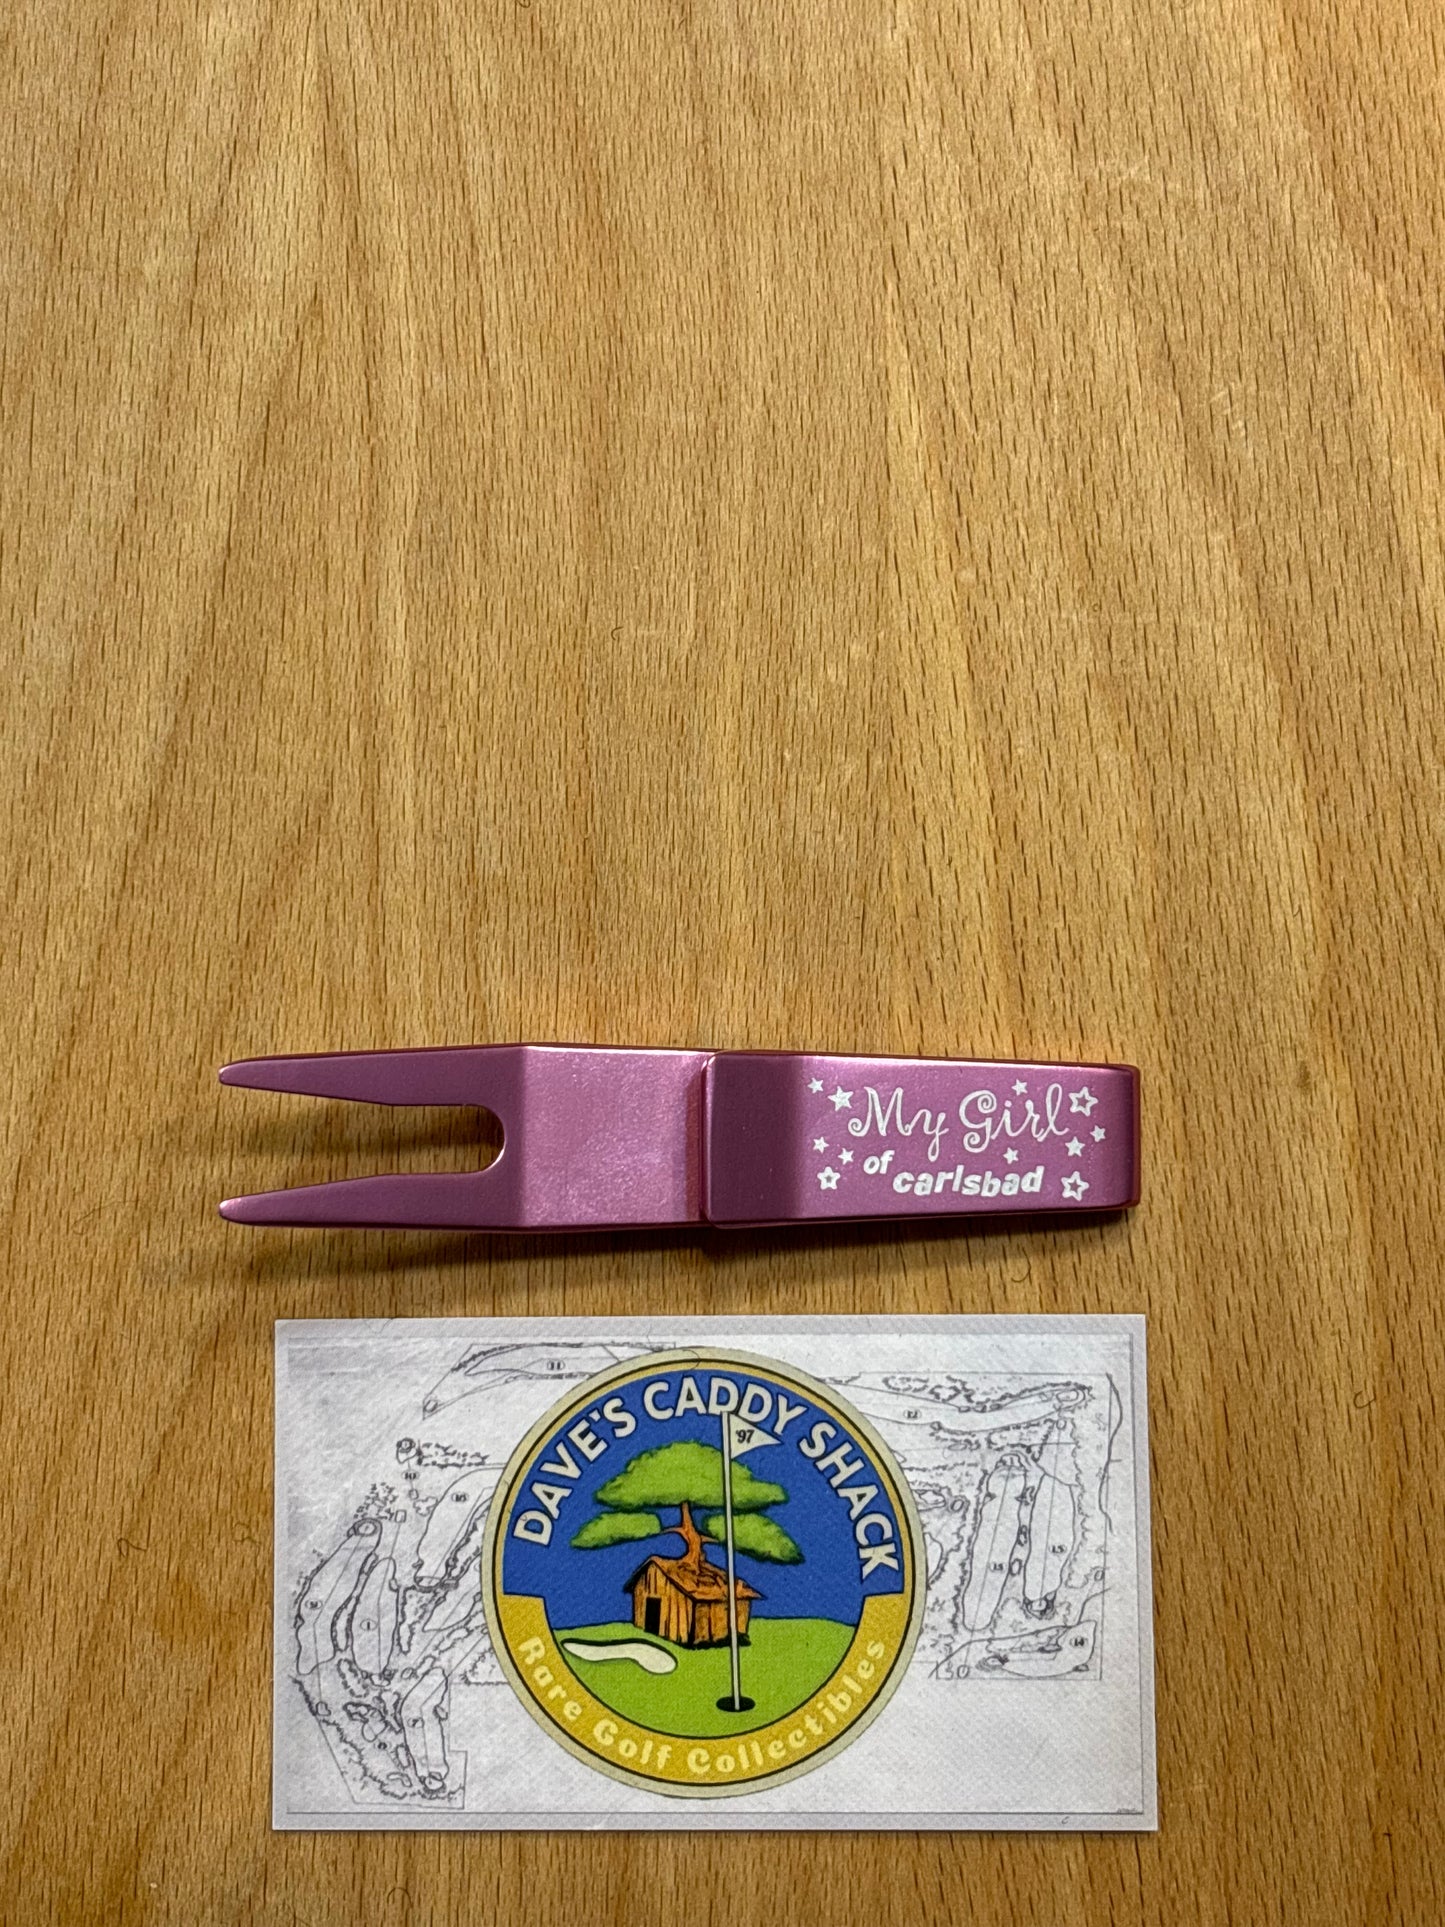 My Girl
of carlsbad
DAVE'S CADDY SHACK
'97
Rare Golf Collectibles